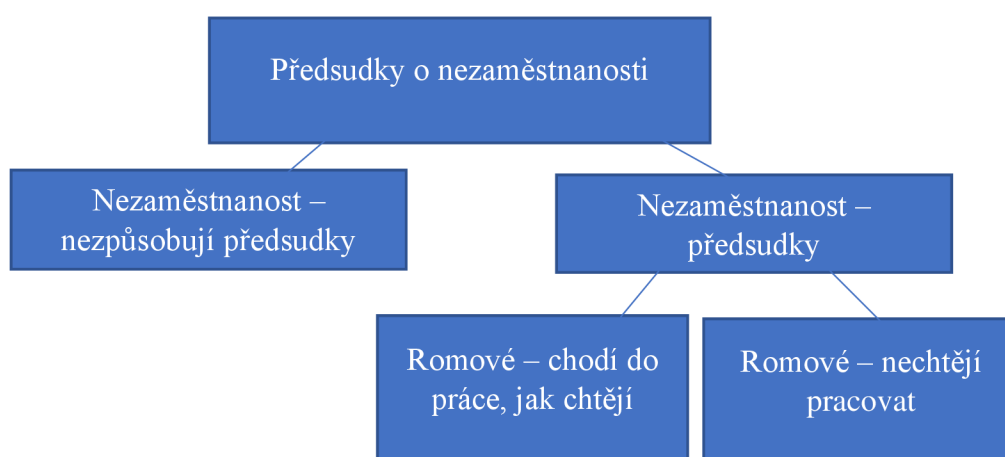 Předsudky o nezaměstnanosti
Nezaměstnanost –
nezpůsobují předsudky
Nezaměstnanost –
předsudky
Romové – chodí do
práce, jak chtějí
Romové – nechtějí
pracovat